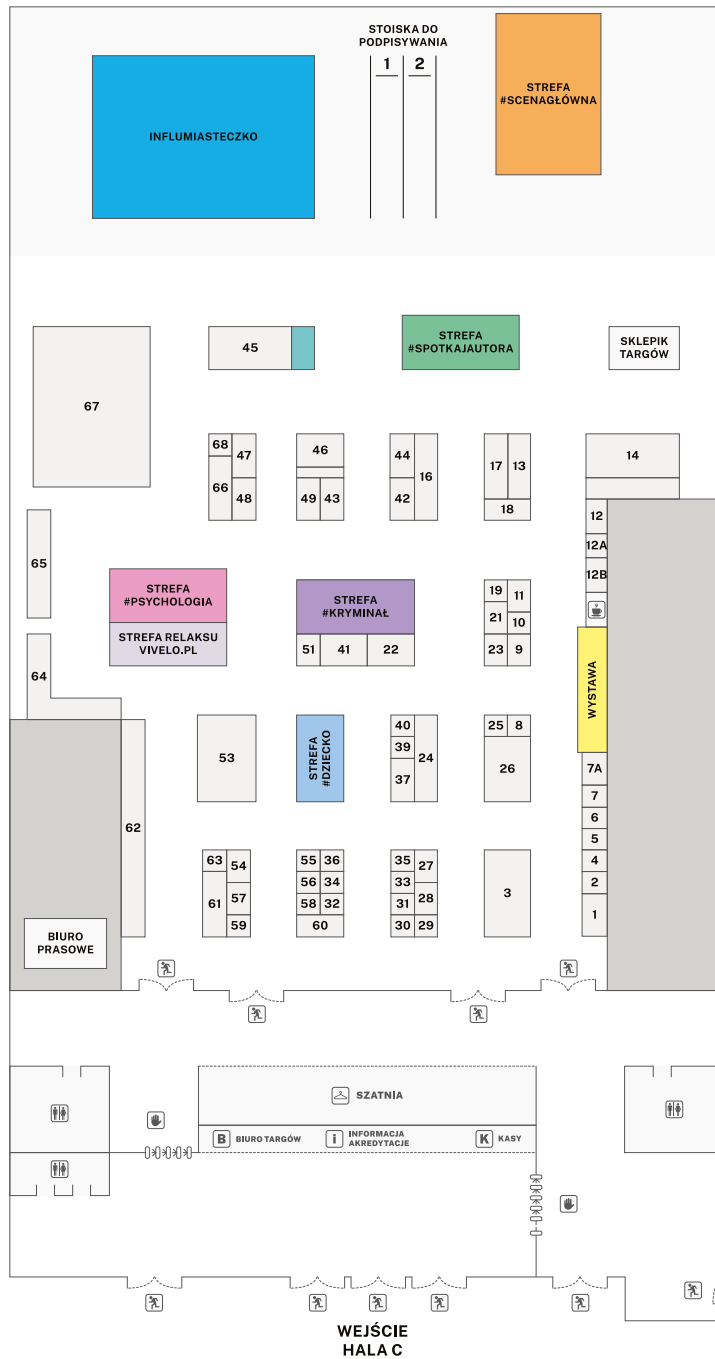 STOISKA DO
PODPISYWANIA
1
2
STREFA
#SCENAGŁÓWNA
INFLUMIASTECZKO
45
STREFA
#SPOTKAJAUTORA
SKLEPIK
TARGÓW
67
68
47
66
48
46
49
43
44
16
42
17
13
18
14
12
12A
12B
65
STREFA
#PSYCHOLOGIA
STREFA RELAKSU
VIVELO.PL
STREFA
#KRYMINAŁ
51
41
22
19
11
21
10
23
9
64
WYSTAWA
53
STREFA
#DZIECKO
40
39
37
24
25
8
26
7A
7
6
5
4
2
1
62
63
54
61
57
59
55
36
56
34
58
32
60
35
27
33
31
28
30
29
3
BIURO
PRASOWE
SZATNIA
B BIURO TARGÓW
i INFORMACJA
AKREDYTACJE
K KASY
WEJŚCIE
HALA C